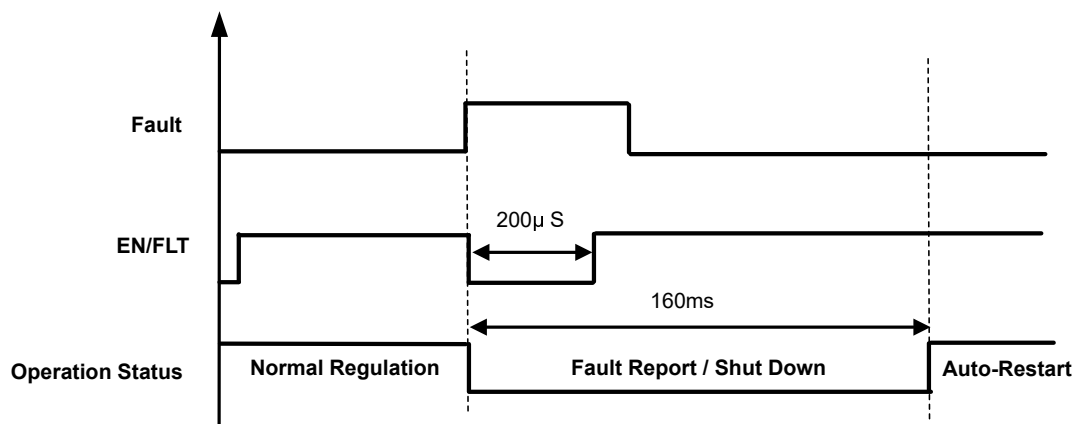 Fault
200μ S
EN/FLT
160ms
Operation Status
Normal Regulation
Fault Report / Shut Down
Auto-Restart